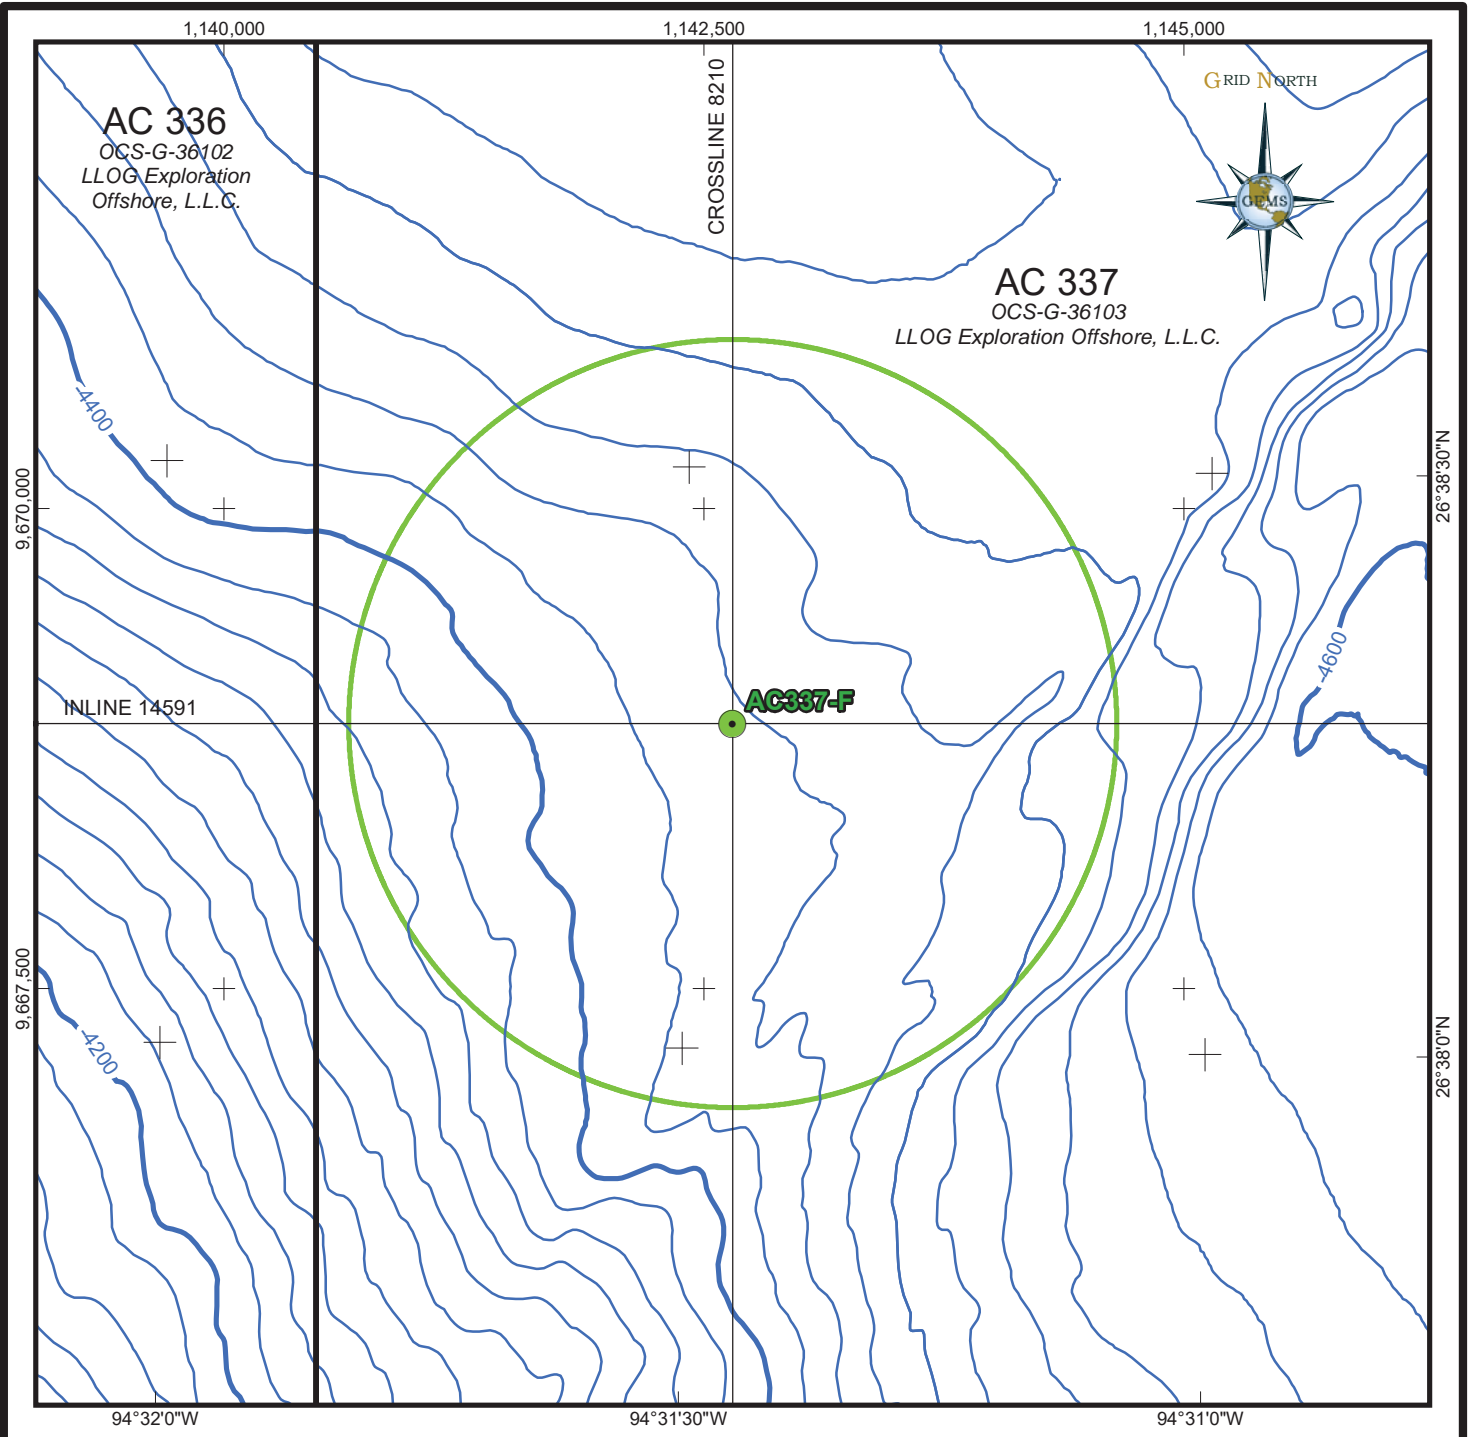 1,140,000
1,142,500
1,145,000
CROSSLINE 8210
GRID NORTH
GEMS
AC 336
OCS-G-36102
LLOG Exploration
Offshore, L.L.C.
AC 337
OCS-G-36103
LLOG Exploration Offshore, L.L.C.
-4400
9,670,000
26°38'30"N
-4600
INLINE 14591
AC337-F
9,667,500
-4200
26°38'0"N
94°32'0"W
94°31'30"W
94°31'0"W